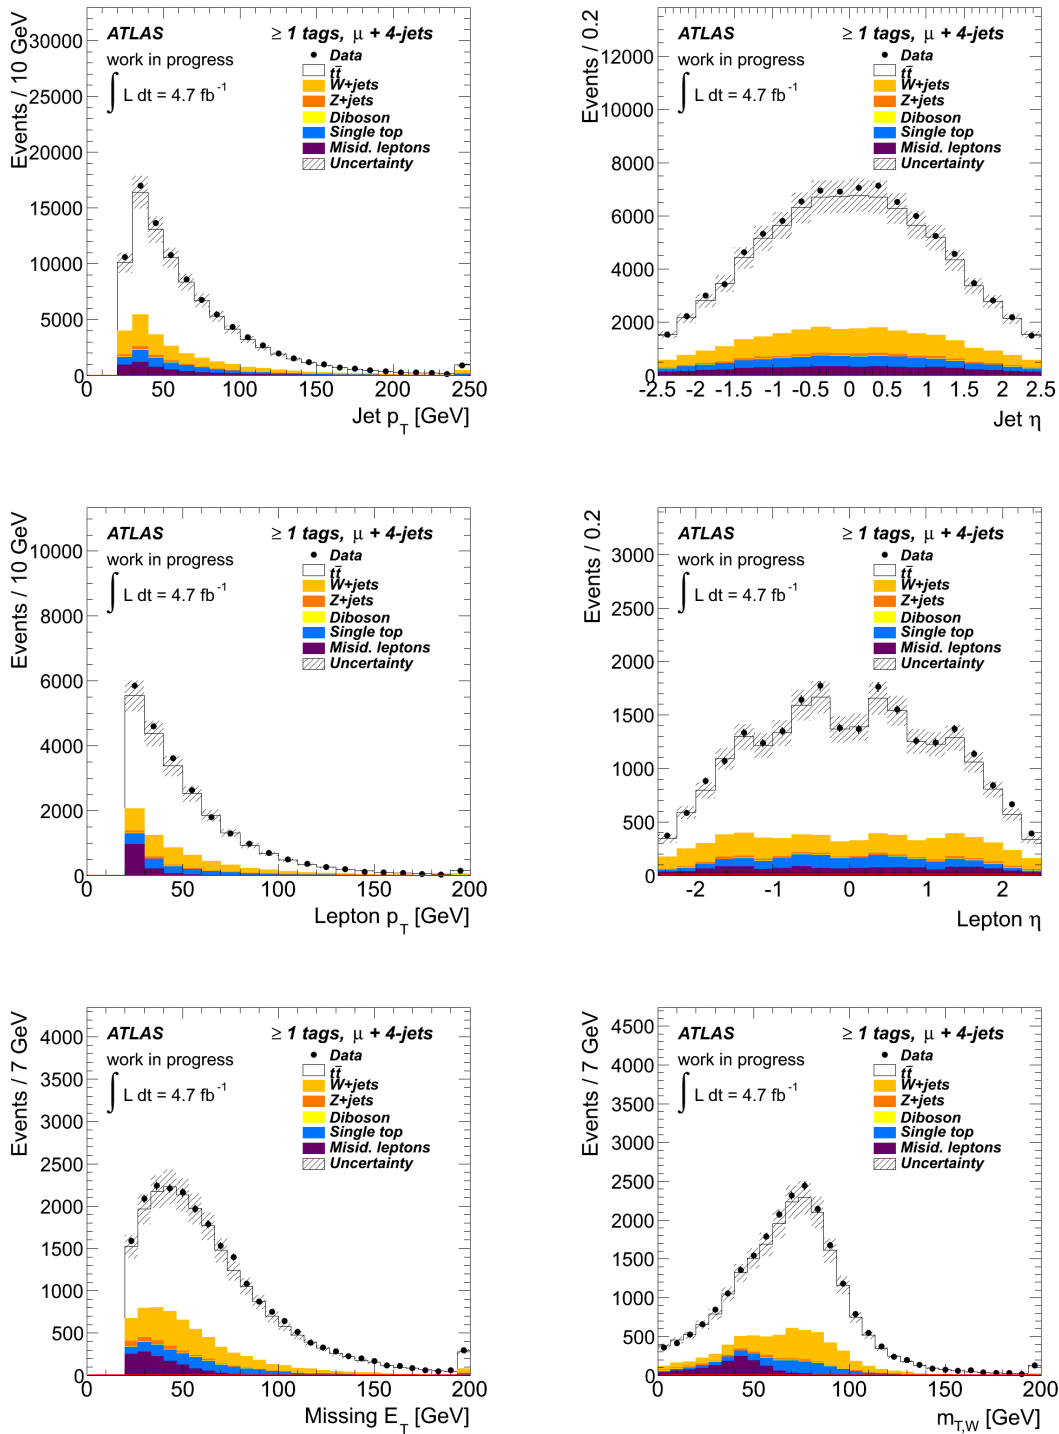 Events / 10 GeV
30000
25000
20000
15000
10000
5000
0
ATLAS
work in progress
∫ L dt = 4.7 fb⁻¹
≥ 1 tags, μ + 4-jets
Data
tt̄
W+jets
Z+jets
Diboson
Single top
Misid. leptons
Uncertainty
0 50 100 150 200 250
Jet p_T [GeV]
Events / 0.2
12000
10000
8000
6000
4000
2000
0
ATLAS
work in progress
∫ L dt = 4.7 fb⁻¹
≥ 1 tags, μ + 4-jets
Data
tt̄
W+jets
Z+jets
Diboson
Single top
Misid. leptons
Uncertainty
-2.5 -2 -1.5 -1 -0.5 0 0.5 1 1.5 2 2.5
Jet η
Events / 10 GeV
10000
8000
6000
4000
2000
0
ATLAS
work in progress
∫ L dt = 4.7 fb⁻¹
≥ 1 tags, μ + 4-jets
Data
tt̄
W+jets
Z+jets
Diboson
Single top
Misid. leptons
Uncertainty
0 50 100 150 200
Lepton p_T [GeV]
Events / 0.2
3000
2500
2000
1500
1000
500
0
ATLAS
work in progress
∫ L dt = 4.7 fb⁻¹
≥ 1 tags, μ + 4-jets
Data
tt̄
W+jets
Z+jets
Diboson
Single top
Misid. leptons
Uncertainty
-2 -1 0 1 2
Lepton η
Events / 7 GeV
4000
3500
3000
2500
2000
1500
1000
500
0
ATLAS
work in progress
∫ L dt = 4.7 fb⁻¹
≥ 1 tags, μ + 4-jets
Data
tt̄
W+jets
Z+jets
Diboson
Single top
Misid. leptons
Uncertainty
0 50 100 150 200
Missing E_T [GeV]
Events / 7 GeV
4500
4000
3500
3000
2500
2000
1500
1000
500
0
ATLAS
work in progress
∫ L dt = 4.7 fb⁻¹
≥ 1 tags, μ + 4-jets
Data
tt̄
W+jets
Z+jets
Diboson
Single top
Misid. leptons
Uncertainty
0 50 100 150 200
m_T,W [GeV]